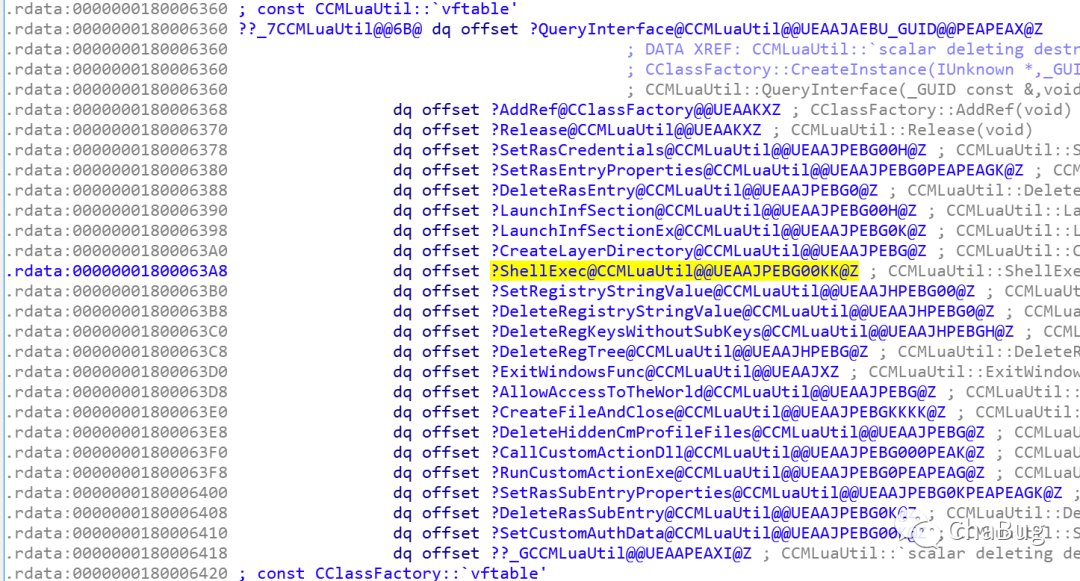 .rdata:0000000180006360 ; const CCMLuaUtil::`vftable'
.rdata:0000000180006360 ??_7CCMLuaUtil@@6B@ dq offset ?QueryInterface@CCMLuaUtil@@UEAAJAEBU_GUID@@PEAPEAX@Z
.rdata:0000000180006360 ; DATA XREF: CCMLuaUtil::`scalar deleting destr
.rdata:0000000180006360 ; CClassFactory::CreateInstance(IUnknown *,_GUI
.rdata:0000000180006360 ; CCMLuaUtil::QueryInterface(_GUID const &,void
.rdata:0000000180006368 dq offset ?AddRef@CClassFactory@@UEAAKXZ ; CClassFactory::AddRef(void)
.rdata:0000000180006370 dq offset ?Release@CCMLuaUtil@@UEAAKXZ ; CCMLuaUtil::Release(void)
.rdata:0000000180006378 dq offset ?SetRasCredentials@CCMLuaUtil@@UEAAJPEBG00H@Z ; CCMLuaUtil::S
.rdata:0000000180006380 dq offset ?SetRasEntryProperties@CCMLuaUtil@@UEAAJPEBG0PEAPEAGK@Z ; CCM
.rdata:0000000180006388 dq offset ?DeleteRasEntry@CCMLuaUtil@@UEAAJPEBG0@Z ; CCMLuaUtil::Delete
.rdata:0000000180006390 dq offset ?LaunchInfSection@CCMLuaUtil@@UEAAJPEBG00H@Z ; CCMLuaUtil::La
.rdata:0000000180006398 dq offset ?LaunchInfSectionEx@CCMLuaUtil@@UEAAJPEBG0K@Z ; CCMLuaUtil::L
.rdata:00000001800063A0 dq offset ?CreateLayerDirectory@CCMLuaUtil@@UEAAJPEBG@Z ; CCMLuaUtil::C
.rdata:00000001800063A8 dq offset ?ShellExec@CCMLuaUtil@@UEAAJPEBG00KK@Z ; CCMLuaUtil::ShellExe
.rdata:00000001800063B0 dq offset ?SetRegistryStringValue@CCMLuaUtil@@UEAAJHPEBG00@Z ; CCMLuaUt
.rdata:00000001800063B8 dq offset ?DeleteRegistryStringValue@CCMLuaUtil@@UEAAJHPEBG0@Z ; CCMLua
.rdata:00000001800063C0 dq offset ?DeleteRegKeysWithoutSubKeys@CCMLuaUtil@@UEAAJHPEBGH@Z ; CCML
.rdata:00000001800063C8 dq offset ?DeleteRegTree@CCMLuaUtil@@UEAAJHPEBG@Z ; CCMLuaUtil::DeleteR
.rdata:00000001800063D0 dq offset ?ExitWindowsFunc@CCMLuaUtil@@UEAAJXZ ; CCMLuaUtil::ExitWindow
.rdata:00000001800063D8 dq offset ?AllowAccessToTheWorld@CCMLuaUtil@@UEAAJPEBG@Z ; CCMLuaUtil::
.rdata:00000001800063E0 dq offset ?CreateFileAndClose@CCMLuaUtil@@UEAAJPEBGKKKK@Z ; CCMLuaUtil:
.rdata:00000001800063E8 dq offset ?DeleteHiddenCmProfileFiles@CCMLuaUtil@@UEAAJPEBG@Z ; CCMLuaU
.rdata:00000001800063F0 dq offset ?CallCustomActionDll@CCMLuaUtil@@UEAAJPEBG000PEAK@Z ; CCMLuaU
.rdata:00000001800063F8 dq offset ?RunCustomActionExe@CCMLuaUtil@@UEAAJPEBG0PEAPEAG@Z ; CCMLuaU
.rdata:0000000180006400 dq offset ?SetRasSubEntryProperties@CCMLuaUtil@@UEAAJPEBG0KPEAPEAGK@Z ;
.rdata:0000000180006408 dq offset ?DeleteRasSubEntry@CCMLuaUtil@@UEAAJPEBG0K@Z ; CCMLuaUtil::De
.rdata:0000000180006410 dq offset ; CCMLuaUtil::S
ChaBug
.rdata:0000000180006418 dq offset ??_GCCMLuaUtil@@UEAAPEAXI@Z ; CCMLuaUtil::`scalar deleting de
.rdata:0000000180006420 ; const CClassFactory::`vftable'